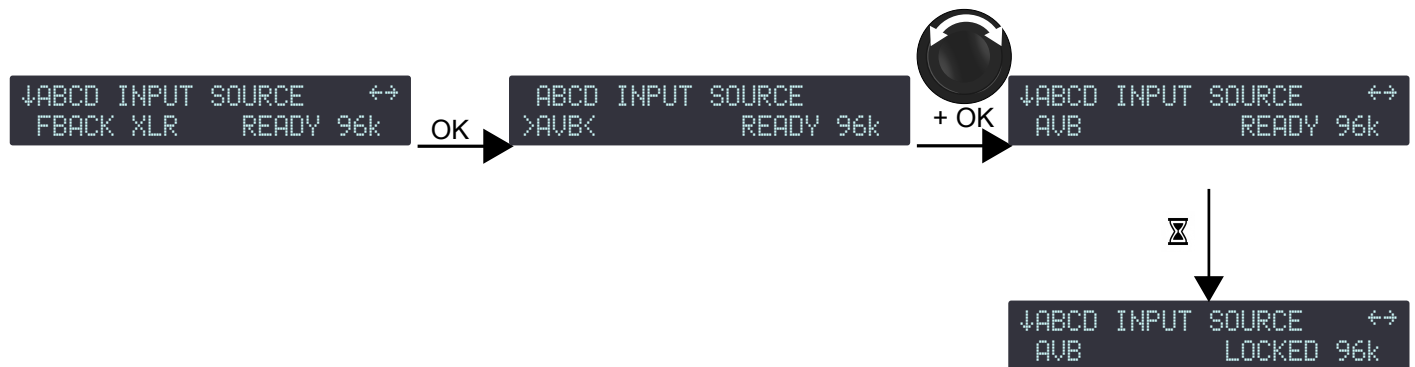 ↓ABCD INPUT SOURCE ←→
FBACK XLR READY 96k
OK
ABCD INPUT SOURCE
>AVB< READY 96k
+ OK
↓ABCD INPUT SOURCE ←→
AVB READY 96k
↓ABCD INPUT SOURCE ←→
AVB LOCKED 96k